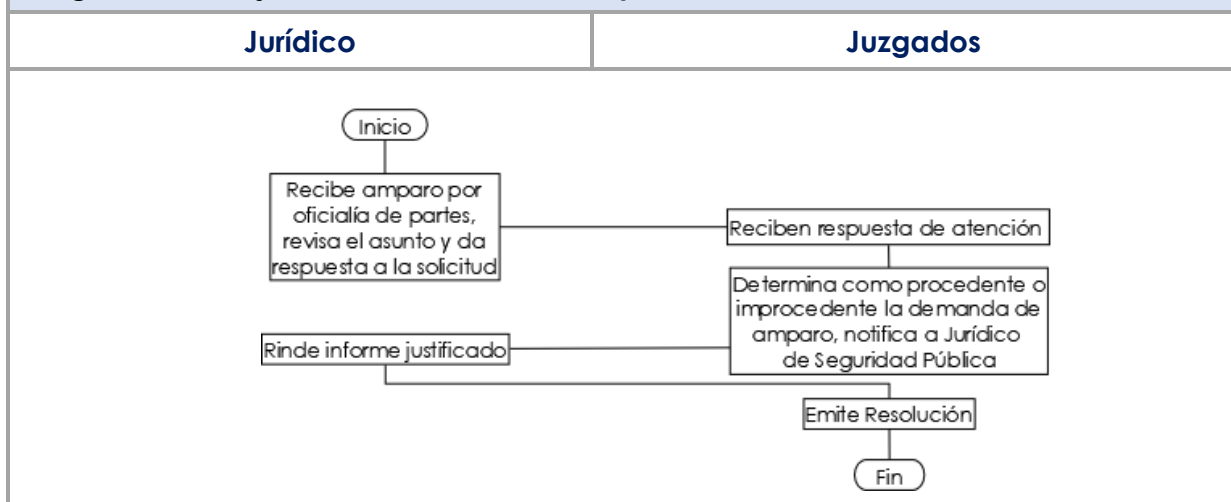 Jurídico
Juzgados
Inicio
Recibe amparo por
oficialía de partes,
revisa el asunto y da
respuesta a la solicitud
Reciben respuesta de atención
Determina como procedente o
improcedente la demanda de
amparo, notifica a Jurídico
de Seguridad Pública
Rinde informe justificado
Emite Resolución
Fin